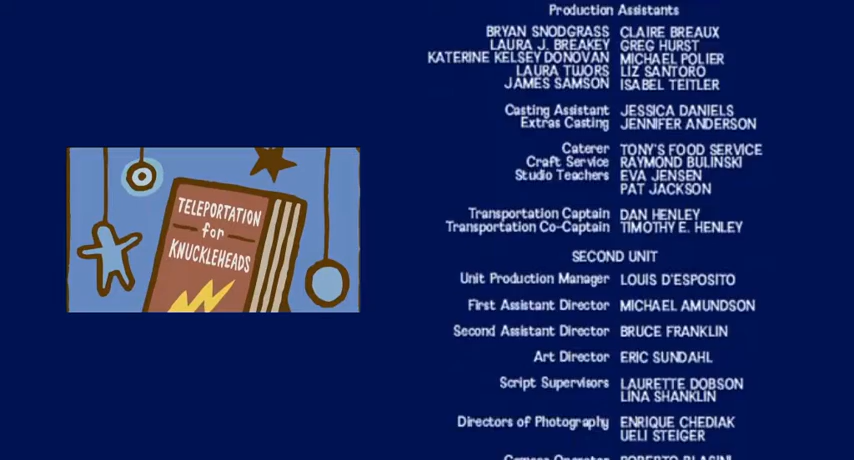 TELEPORTATION
for
KNUCKLEHEADS
Production Assistants
BRYAN SNODGRASS CLAIRE BREAUX
LAURA J. BREAKEY GREG HURST
KATERINE KELSEY DONOVAN MICHAEL POLIER
LAURA TWORS LIZ SANTORO
JAMES SAMSON ISABEL TEITLER
Casting Assistant JESSICA DANIELS
Extras Casting JENNIFER ANDERSON
Caterer TONY'S FOOD SERVICE
Craft Service RAYMOND BULINSKI
Studio Teachers EVA JENSEN
PAT JACKSON
Transportation Captain DAN HENLEY
Transportation Co-Captain TIMOTHY E. HENLEY
SECOND UNIT
Unit Production Manager LOUIS D'ESPOSITO
First Assistant Director MICHAEL AMUNDSON
Second Assistant Director BRUCE FRANKLIN
Art Director ERIC SUNDAHL
Script Supervisors LAURETTE DOBSON
LINA SHANKLIN
Directors of Photography ENRIQUE CHEDIAK
UELI STEIGER